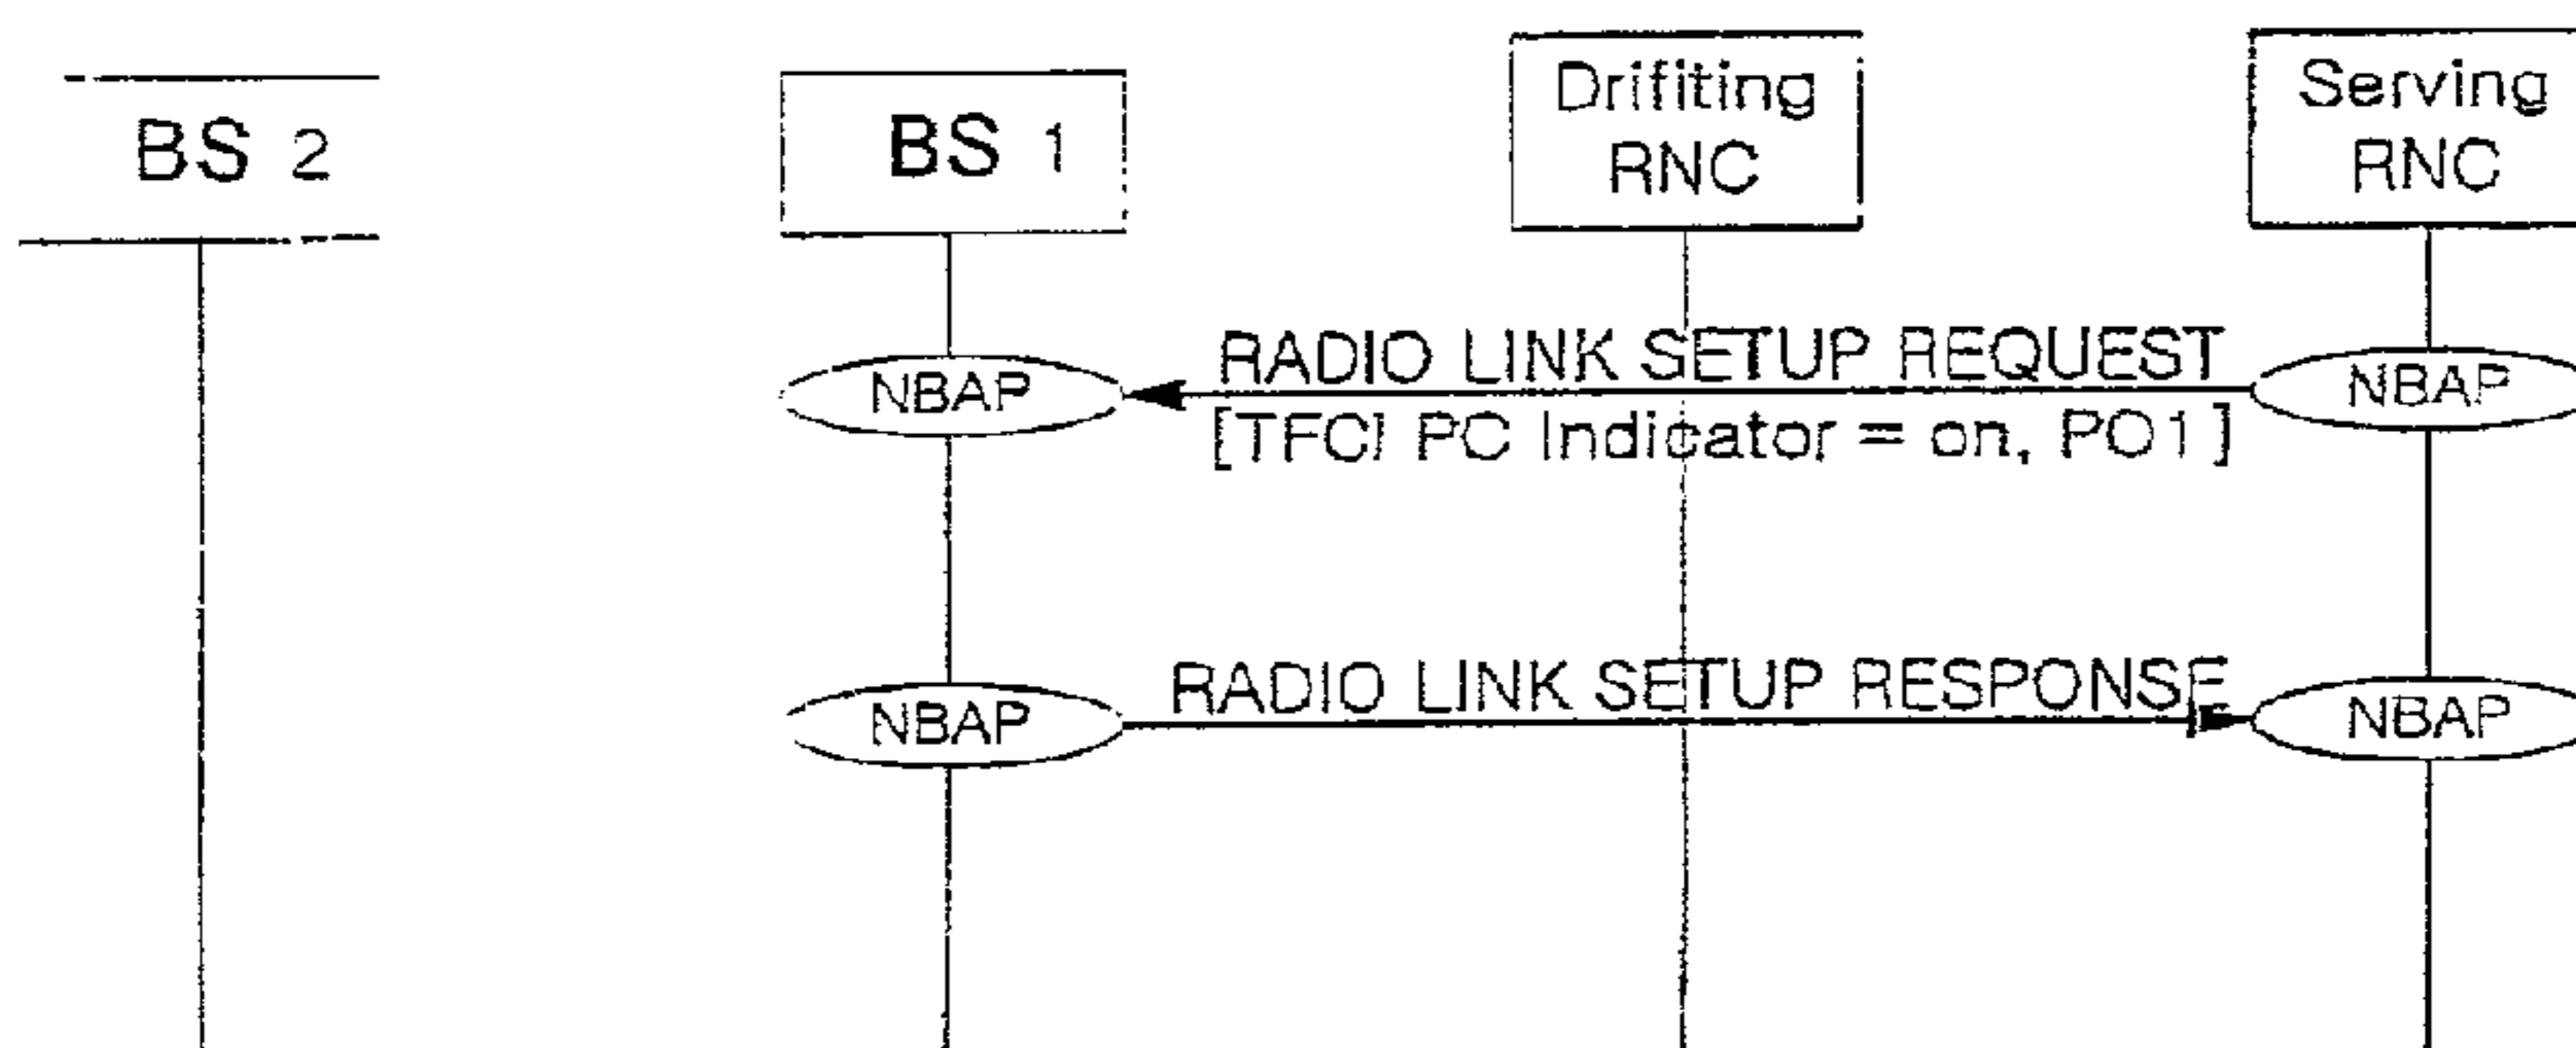 BS 2
BS 1
Drifiting
RNC
Serving
RNC
RADIO LINK SETUP REQUEST
NBAP
NBAP
[TFCI PC Indicator = on, PO1]
RADIO LINK SETUP RESPONSE
NBAP
NBAP